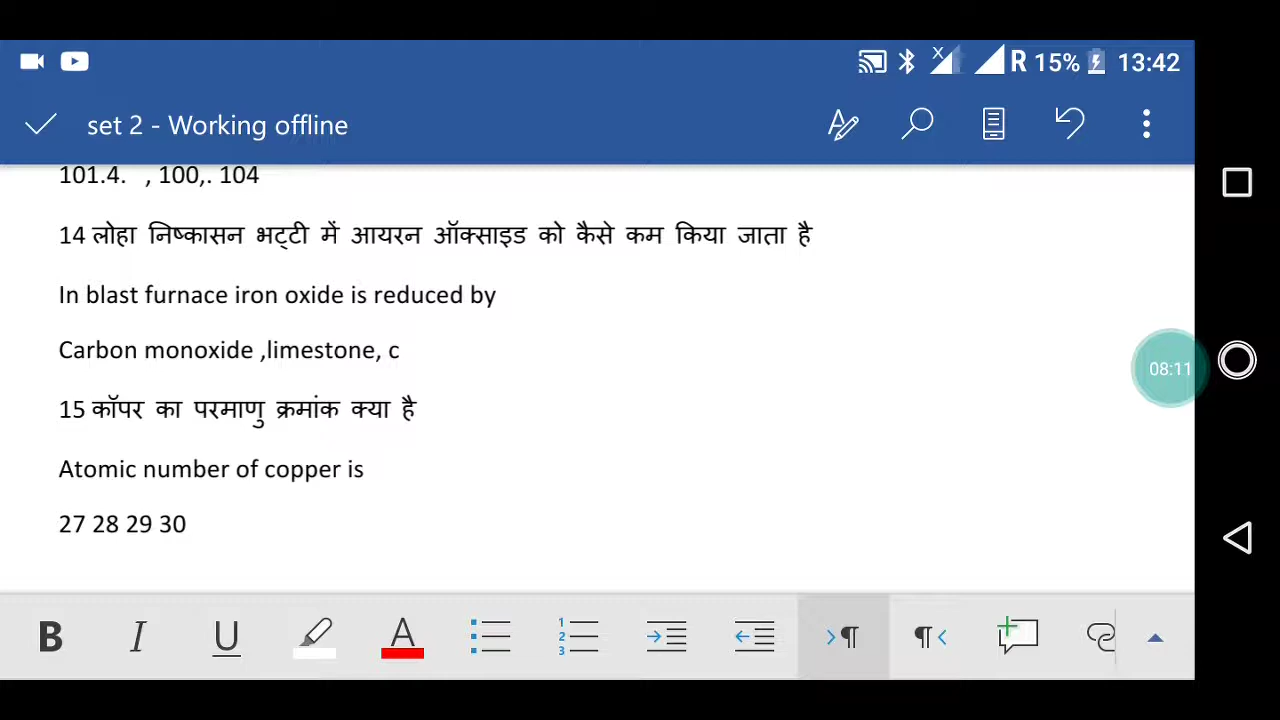 R 15% 13:42
set 2 - Working offline
101.4. , 100,. 104
14 लोहा निष्कासन भट्टी में आयरन ऑक्साइड को कैसे कम किया जाता है
In blast furnace iron oxide is reduced by
Carbon monoxide ,limestone, c
08:11
15 कॉपर का परमाणु क्रमांक क्या है
Atomic number of copper is
27 28 29 30
B I U A